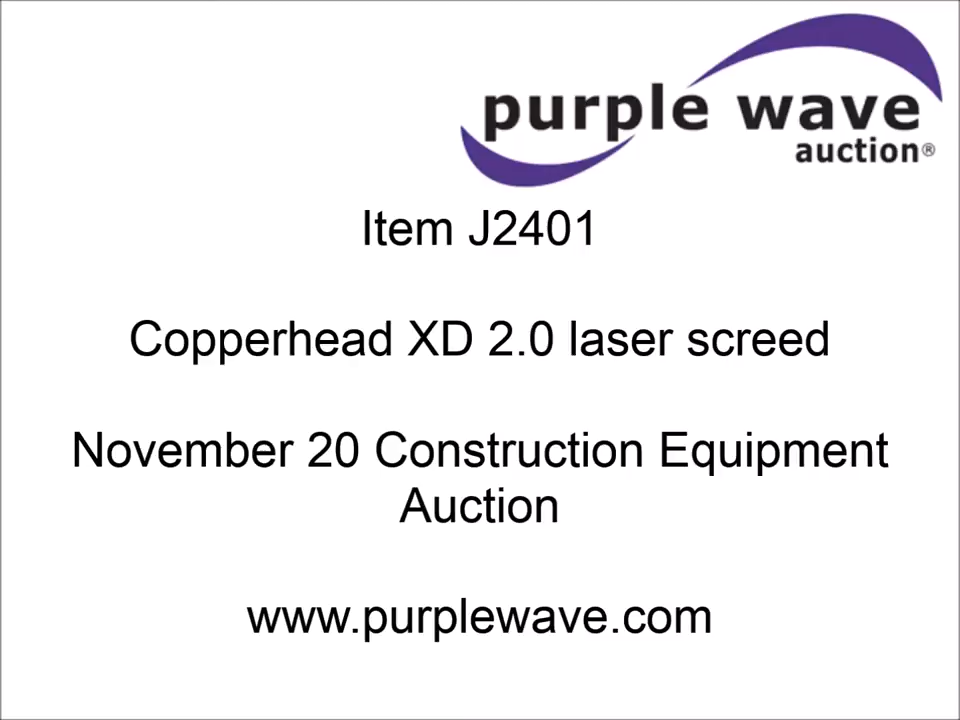 purple wave
auction®
Item J2401
Copperhead XD 2.0 laser screed
November 20 Construction Equipment
Auction
www.purplewave.com